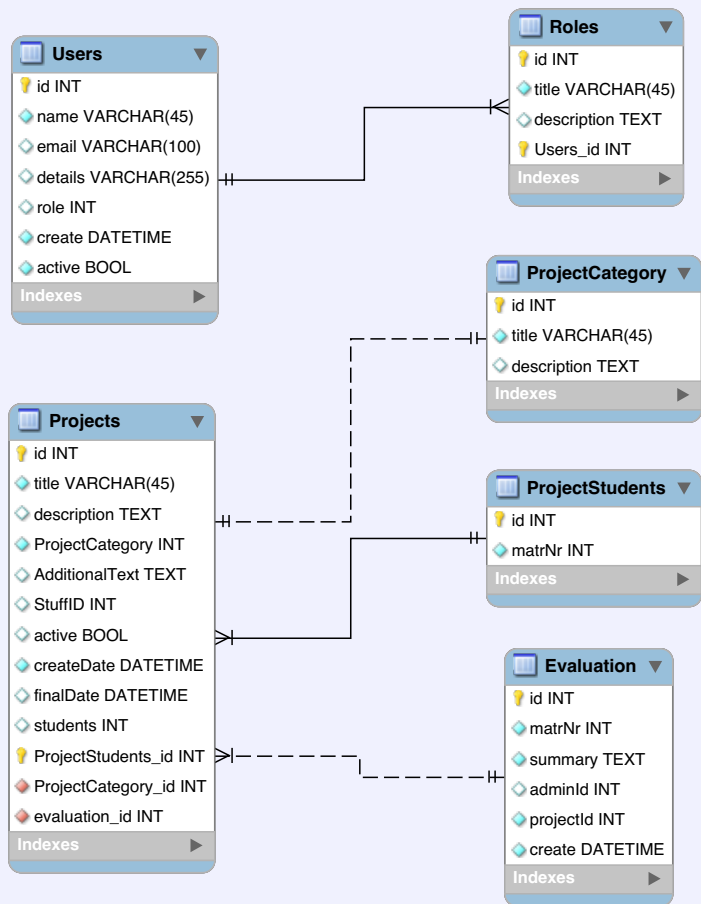 Users
id INT
name VARCHAR(45)
email VARCHAR(100)
details VARCHAR(255)
role INT
create DATETIME
active BOOL
Indexes
Roles
id INT
title VARCHAR(45)
description TEXT
Users_id INT
Indexes
ProjectCategory
id INT
title VARCHAR(45)
description TEXT
Indexes
Projects
id INT
title VARCHAR(45)
description TEXT
ProjectCategory INT
AdditionalText TEXT
StuffID INT
active BOOL
createDate DATETIME
finalDate DATETIME
students INT
ProjectStudents_id INT
ProjectCategory_id INT
evaluation_id INT
Indexes
ProjectStudents
id INT
matrNr INT
Indexes
Evaluation
id INT
matrNr INT
summary TEXT
adminId INT
projectId INT
create DATETIME
Indexes